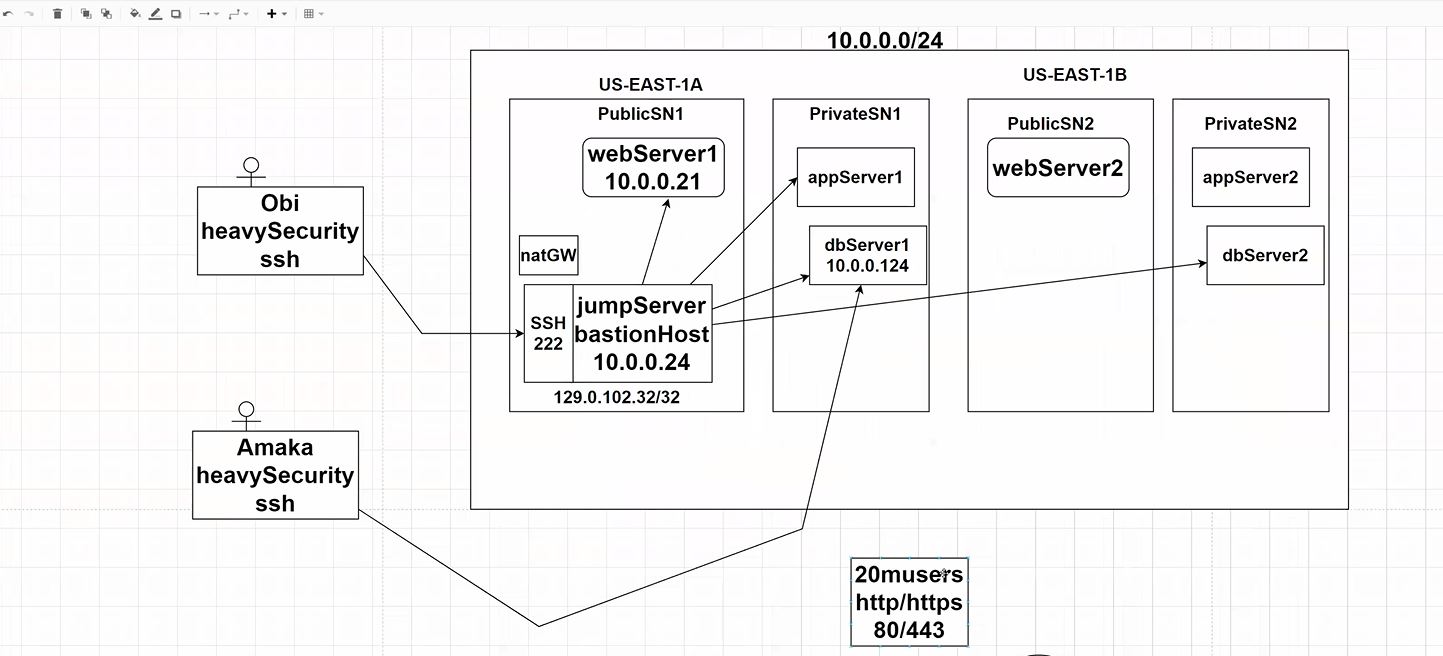 10.0.0.0/24
US-EAST-1A
US-EAST-1B
PublicSN1
webServer1
10.0.0.21
natGW
SSH
222
jumpServer
bastionHost
10.0.0.24
129.0.102.32/32
PrivateSN1
appServer1
dbServer1
10.0.0.124
PublicSN2
webServer2
PrivateSN2
appServer2
dbServer2
Obi
heavySecurity
ssh
Amaka
heavySecurity
ssh
20musers
http/https
80/443